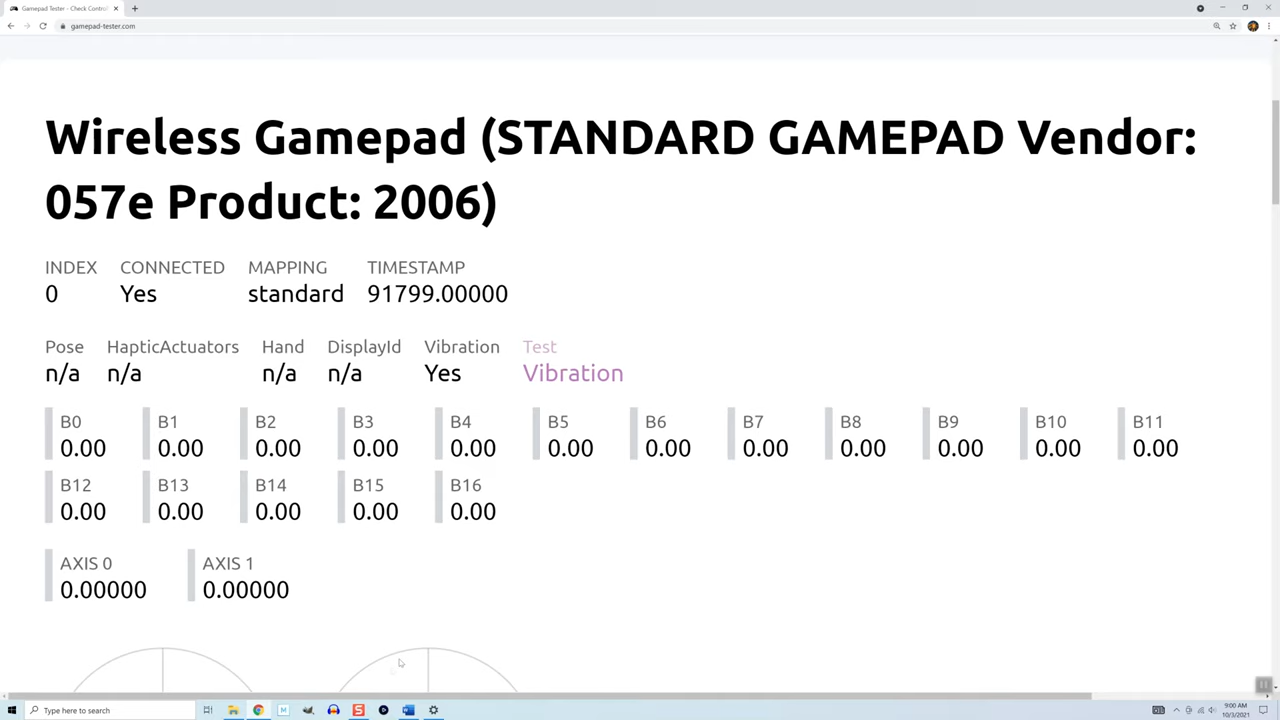 Gamepad Tester - Check Control
gamepad-tester.com
Wireless Gamepad (STANDARD GAMEPAD Vendor:
057e Product: 2006)
INDEX CONNECTED MAPPING TIMESTAMP
0 Yes standard 91799.00000
Pose HapticActuators Hand DisplayId Vibration Test
n/a n/a n/a n/a Yes Vibration
B0 B1 B2 B3 B4 B5 B6 B7 B8 B9 B10 B11
0.00 0.00 0.00 0.00 0.00 0.00 0.00 0.00 0.00 0.00 0.00 0.00
B12 B13 B14 B15 B16
0.00 0.00 0.00 0.00 0.00
AXIS 0 AXIS 1
0.00000 0.00000
Type here to search
9:00 AM
10/3/2021